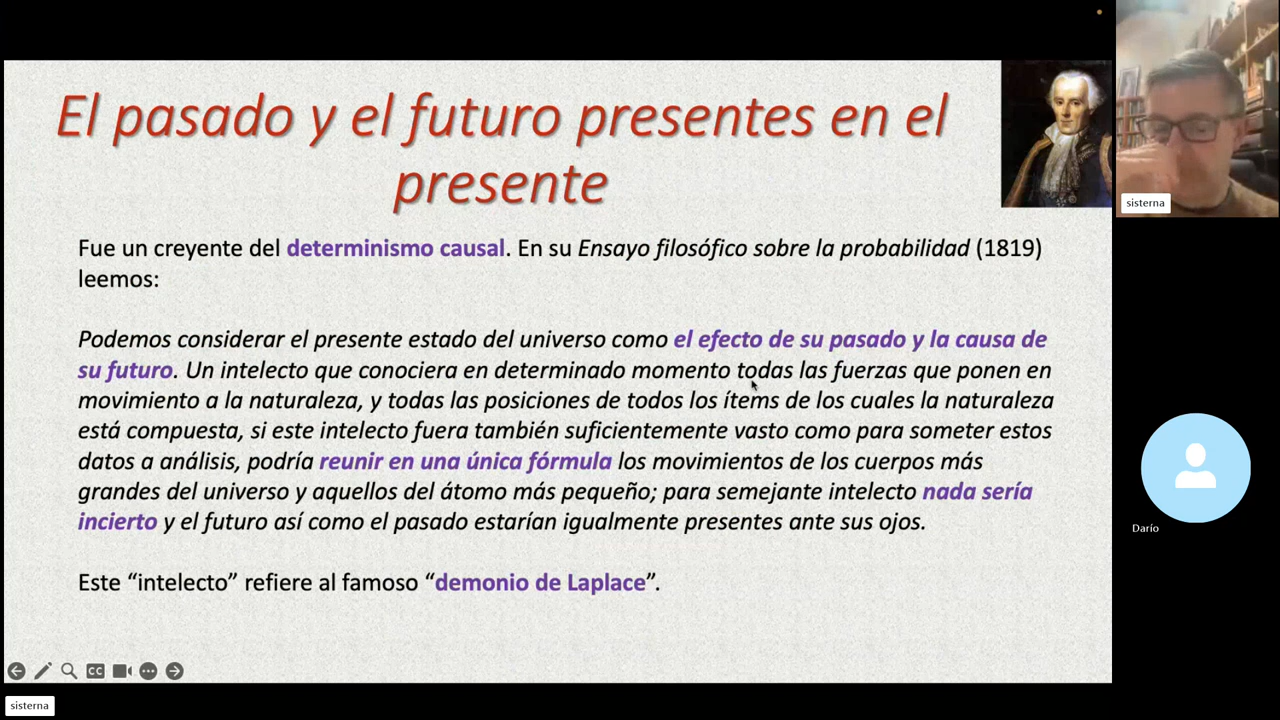 El pasado y el futuro presentes en el
presente
Fue un creyente del determinismo causal. En su Ensayo filosófico sobre la probabilidad (1819)
leemos:
Podemos considerar el presente estado del universo como el efecto de su pasado y la causa de
su futuro. Un intelecto que conociera en determinado momento todas las fuerzas que ponen en
movimiento a la naturaleza, y todas las posiciones de todos los ítems de los cuales la naturaleza
está compuesta, si este intelecto fuera también suficientemente vasto como para someter estos
datos a análisis, podría reunir en una única fórmula los movimientos de los cuerpos más
grandes del universo y aquellos del átomo más pequeño; para semejante intelecto nada sería
incierto y el futuro así como el pasado estarían igualmente presentes ante sus ojos.
Este “intelecto” refiere al famoso “demonio de Laplace”.
CC
sisterna
sisterna
Darío